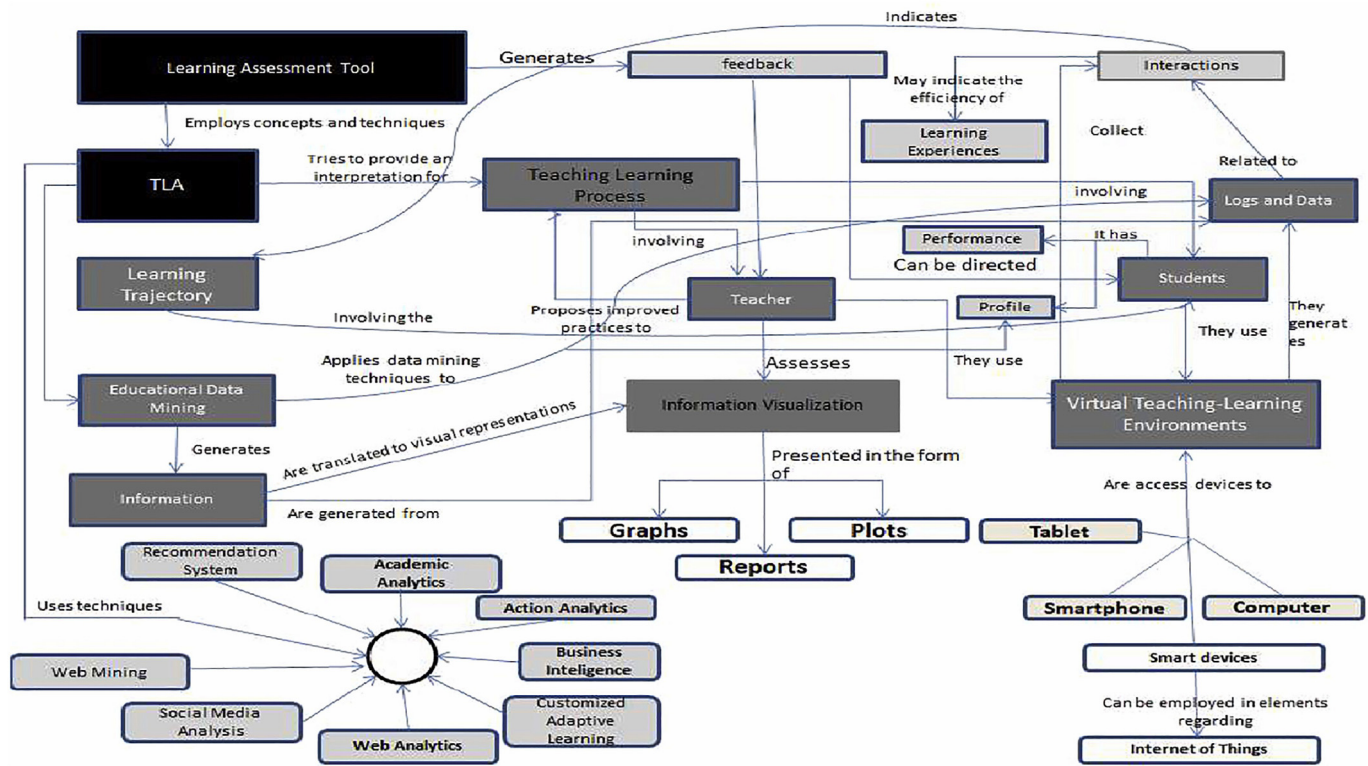 Indicates
Learning Assessment Tool
Generates
feedback
Interactions
May indicate the
efficiency of
Employs concepts and techniques
Learning
Experiences
Collect
Tries to provide an
interpretation for
Related to
TLA
Teaching Learning
Process
involving
Logs and Data
involving
Performance
It has
Can be directed
Learning
Trajectory
Students
Teacher
Profile
They
generat
es
Involving the
Proposes improved
practices to
They use
Applies data mining
techniques to
Assesses
They use
Educational Data
Mining
Information Visualization
Virtual Teaching-Learning
Environments
Generates
Are translated to visual representations
Presented in the form
of
Information
Are generated from
Are access devices to
Graphs
Plots
Tablet
Reports
Recommendation
System
Academic
Analytics
Action Analytics
Smartphone
Computer
Uses techniques
Web Mining
Business
Inteligence
Smart devices
Social Media
Analysis
Web Analytics
Customized
Adaptive
Learning
Can be employed in elements
regarding
Internet of Things